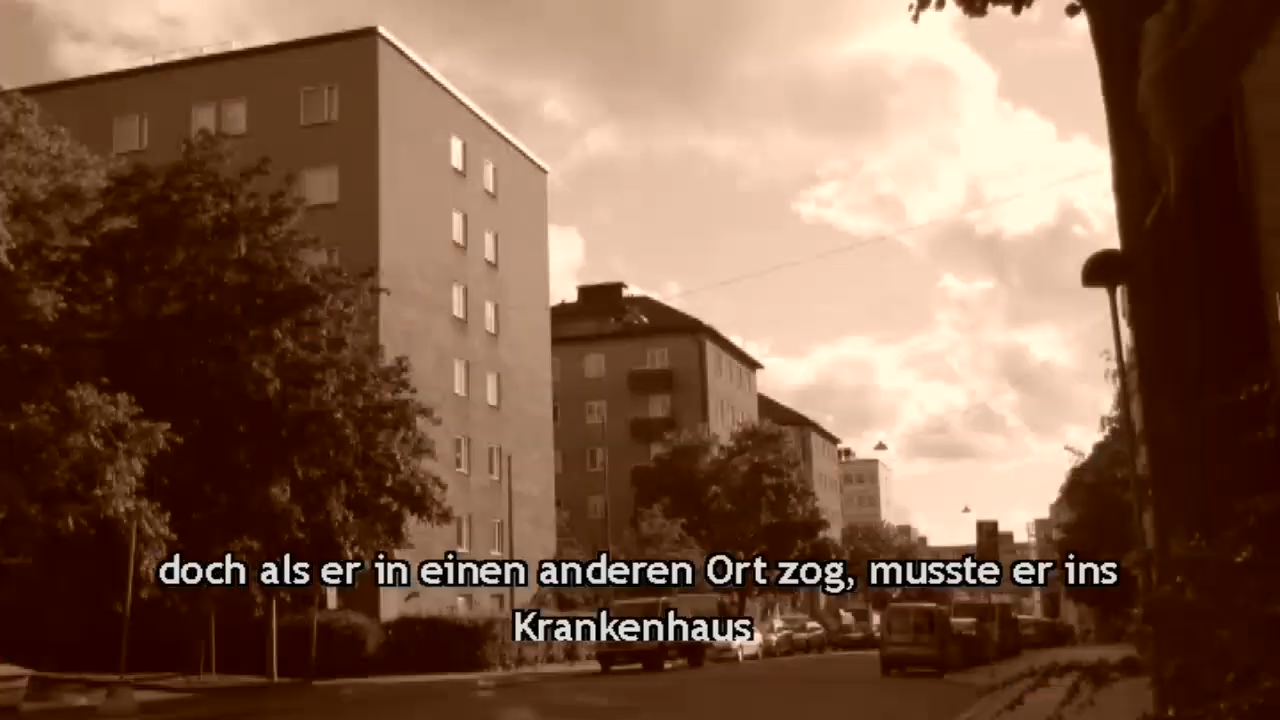 doch als er in einen anderen Ort zog, musste er ins
Krankenhaus